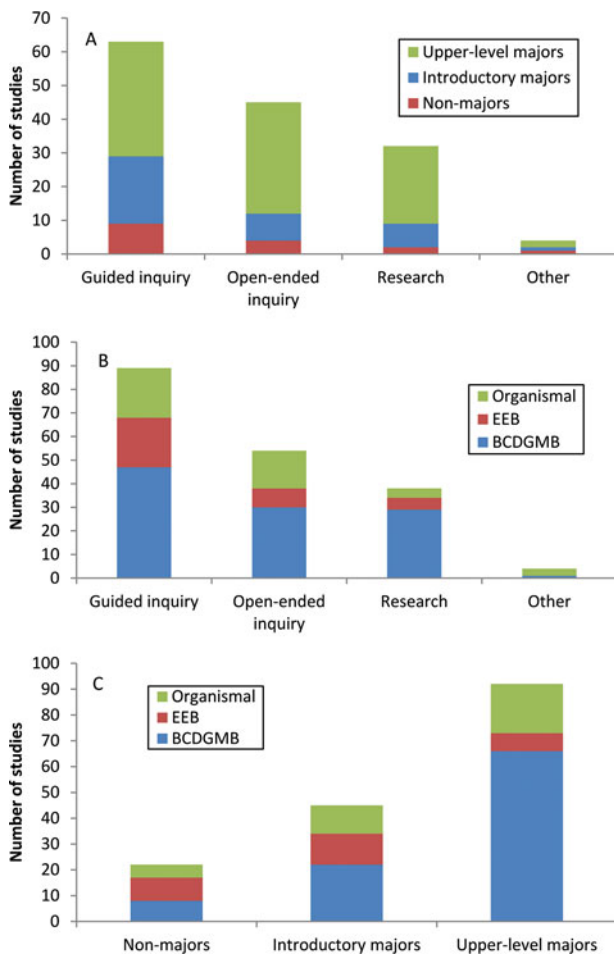 A
Number of studies
70
60
50
40
30
20
10
0
Upper-level majors
Introductory majors
Non-majors
Guided inquiry
Open-ended
inquiry
Research
Other
B
Number of studies
100
90
80
70
60
50
40
30
20
10
0
Organismal
EEB
BCDGMB
Guided inquiry
Open-ended
inquiry
Research
Other
C
Number of studies
100
90
80
70
60
50
40
30
20
10
0
Organismal
EEB
BCDGMB
Non-majors
Introductory majors
Upper-level majors